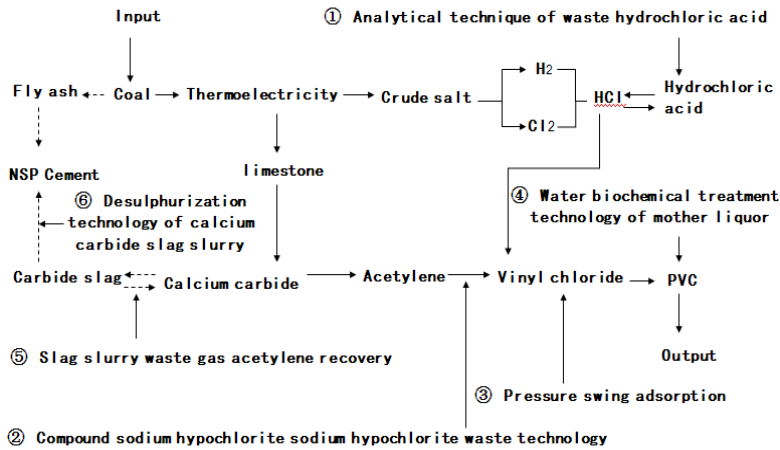 Input
① Analytical technique of waste hydrochloric acid
H2
Fly ash
Coal
Thermoelectricity
Crude salt
HCl
Hydrochloric
acid
Cl2
NSP Cement
limestone
⑥ Desulphurization
technology of calcium
carbide slag slurry
④ Water biochemical treatment
technology of mother liquor
Carbide slag
Calcium carbide
Acetylene
Vinyl chloride
PVC
⑤ Slag slurry waste gas acetylene recovery
Output
③ Pressure swing adsorption
② Compound sodium hypochlorite sodium hypochlorite waste technology